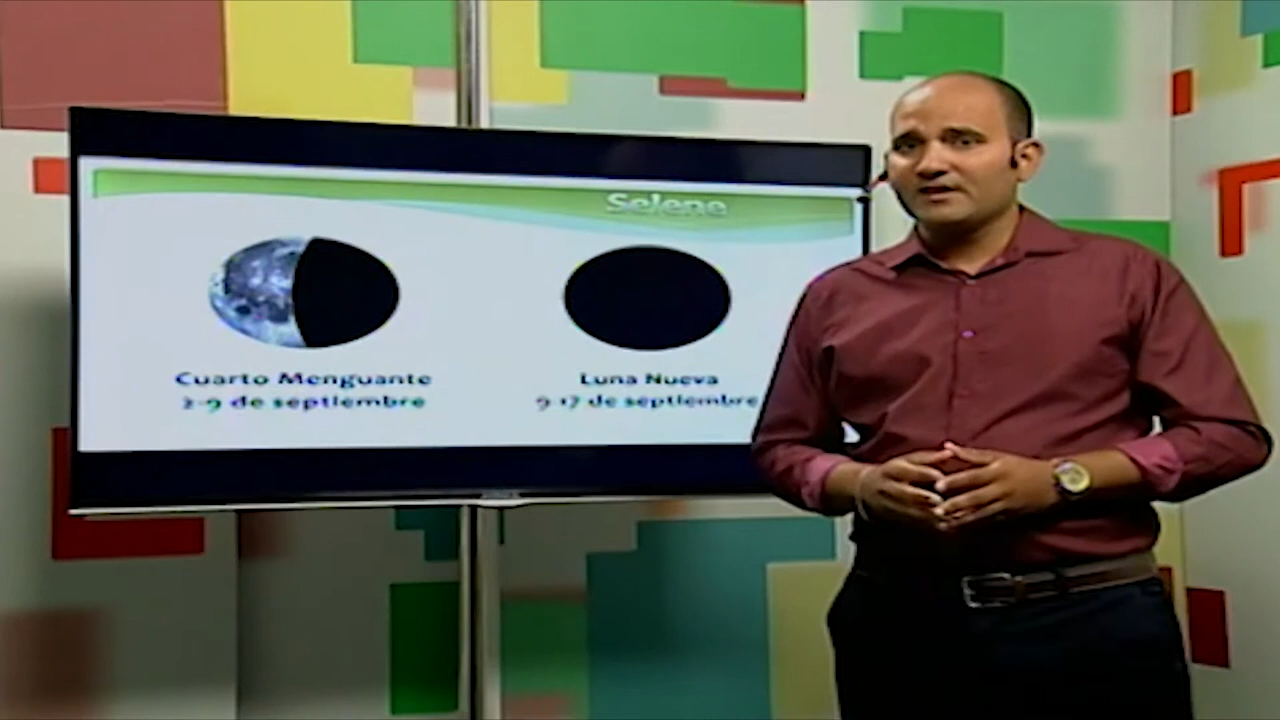 Selene
Cuarto Menguante
2-9 de septiembre
Luna Nueva
9-17 de septiembre